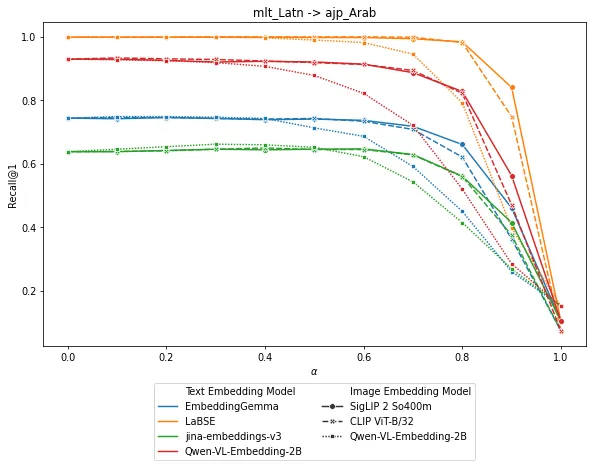 mlt_Latn -> ajp_Arab
Recall@1
1.0
0.8
0.6
0.4
0.2
0.0 0.2 0.4 0.6 0.8 1.0
α
Text Embedding Model Image Embedding Model
EmbeddingGemma SigLIP 2 So400m
LaBSE CLIP ViT-B/32
jina-embeddings-v3 Qwen-VL-Embedding-2B
Qwen-VL-Embedding-2B